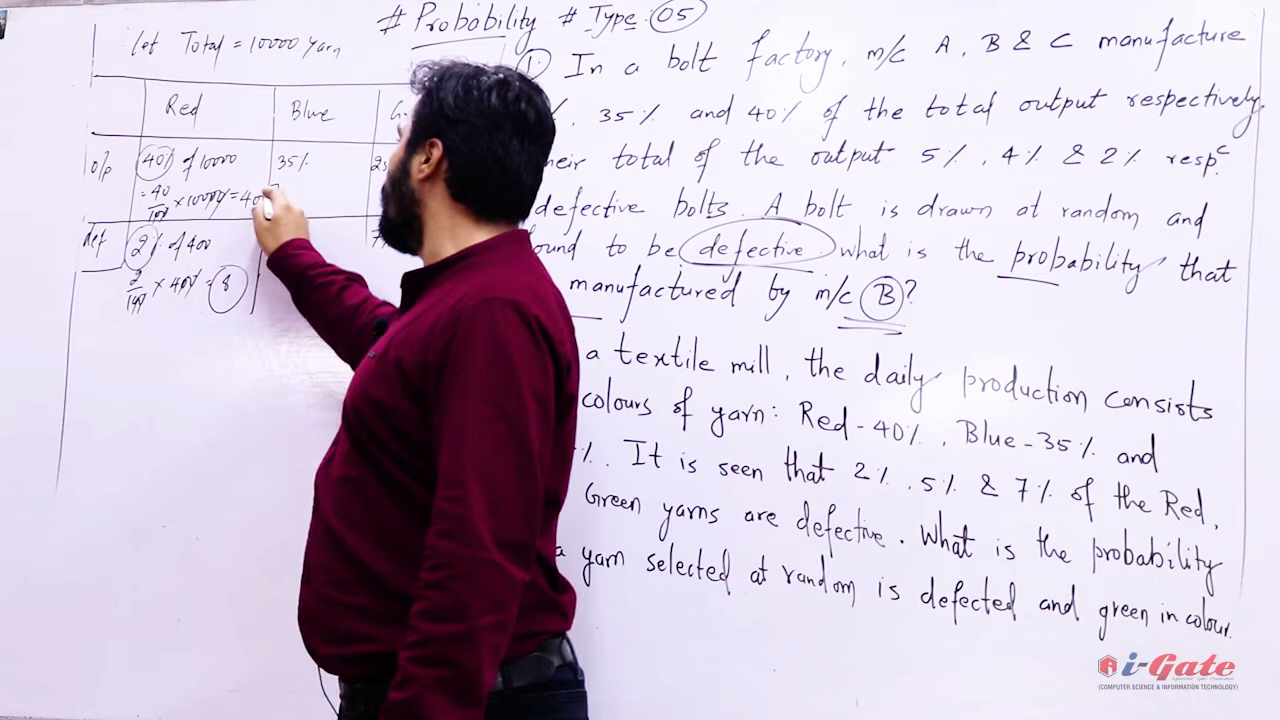 # Probability # Type: 05
Let Total = 10000 Yarn
Red Blue
o/p 40% of 10000 35%
= 40/100 × 10000 = 400
def 2% of 400
2/100 × 400 = 8
1. In a bolt factory, m/c A, B & C manufacture
, 35% and 40% of the total output respectively.
total of the output 5%, 4% & 2% resp.
defective bolts. A bolt is drawn at random and
to be defective. what is the probability that
manufactured by m/c B?
a textile mill, the daily production consists
colours of yarn: Red - 40%, Blue - 35% and
%. It is seen that 2%, 5% & 7% of the Red,
Green yarns are defective. What is the probability
a yarn selected at random is defected and green in colour.
i-Gate
(COMPUTER SCIENCE & INFORMATION TECHNOLOGY)